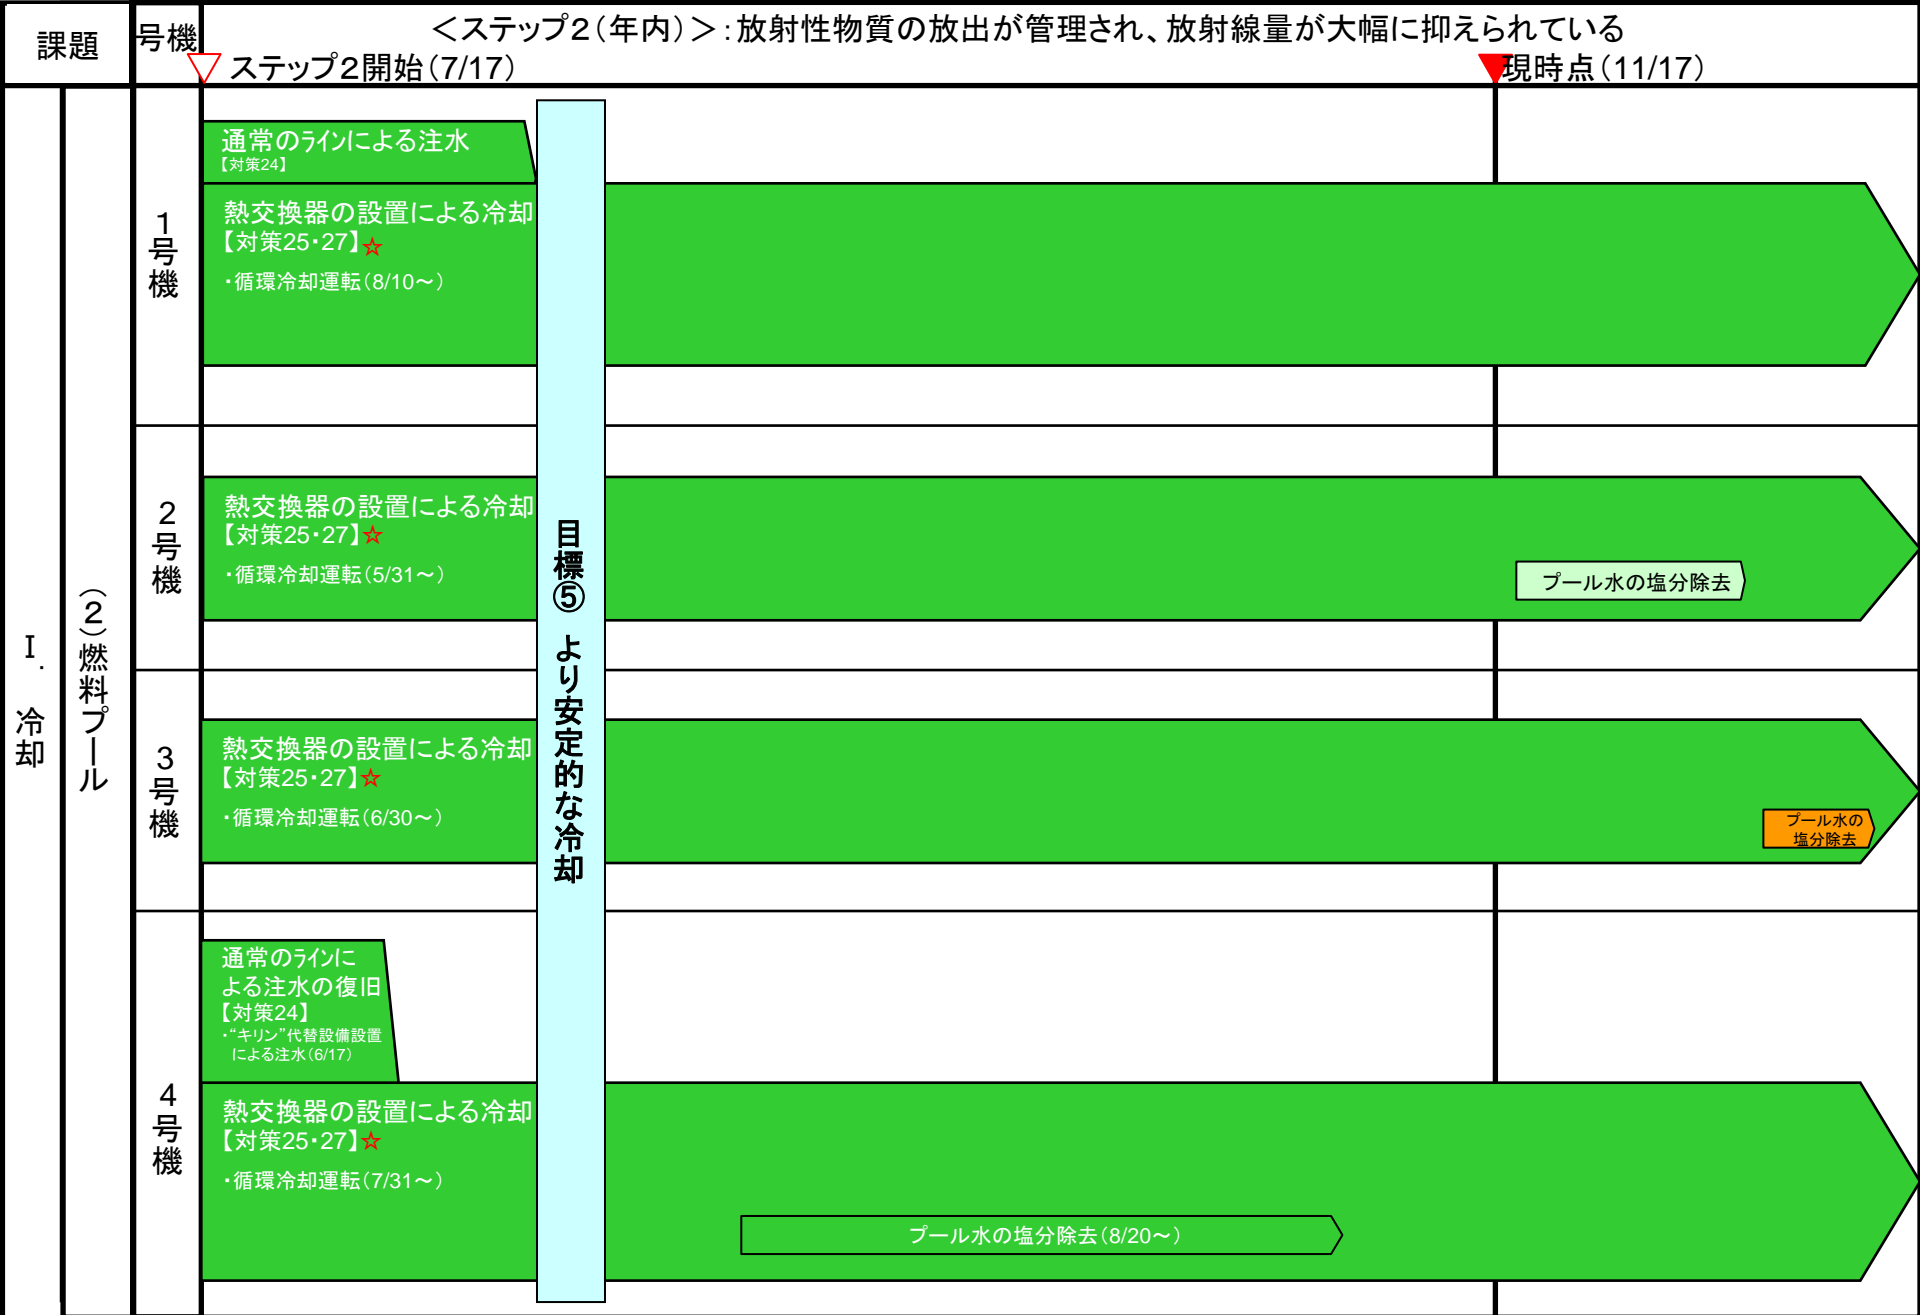 課題
号機
＜ステップ２（年内）＞：放射性物質の放出が管理され、放射線量が大幅に抑えられている
ステップ２開始（7/17）
現時点（11/17）
Ⅰ．冷却
（２）燃料プール
１号機
通常のラインによる注水
【対策24】
熱交換器の設置による冷却
【対策25・27】☆
・循環冷却運転（8/10～）
２号機
熱交換器の設置による冷却
【対策25・27】☆
・循環冷却運転（5/31～）
プール水の塩分除去
目標⑤　より安定的な冷却
３号機
熱交換器の設置による冷却
【対策25・27】☆
・循環冷却運転（6/30～）
プール水の
塩分除去
４号機
通常のラインに
よる注水の復旧
【対策24】
・“キリン”代替設備設置
による注水（6/17）
熱交換器の設置による冷却
【対策25・27】☆
・循環冷却運転（7/31～）
プール水の塩分除去（8/20～）